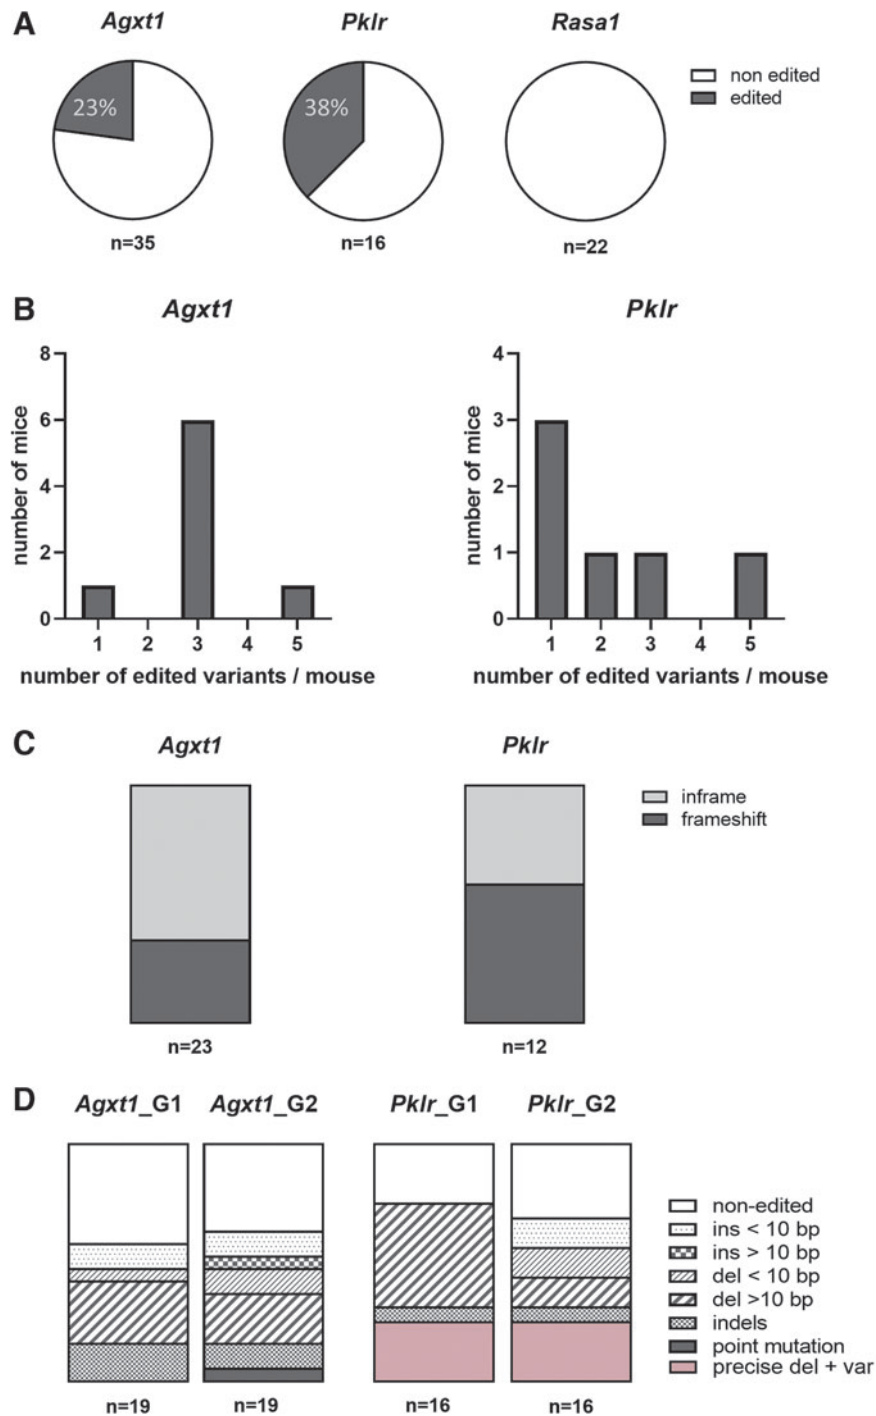 A
Agxt1
Pklr
Rasa1
23%
38%
non edited
edited
n=35
n=16
n=22
B
Agxt1
Pklr
number of mice
8
6
4
2
0
1 2 3 4 5
number of edited variants / mouse
number of mice
4
3
2
1
0
1 2 3 4 5
number of edited variants / mouse
C
Agxt1
Pklr
inframe
frameshift
n=23
n=12
D
Agxt1_G1 Agxt1_G2
Pklr_G1 Pklr_G2
non-edited
ins < 10 bp
ins > 10 bp
del < 10 bp
del >10 bp
indels
point mutation
precise del + var
n=19
n=19
n=16
n=16